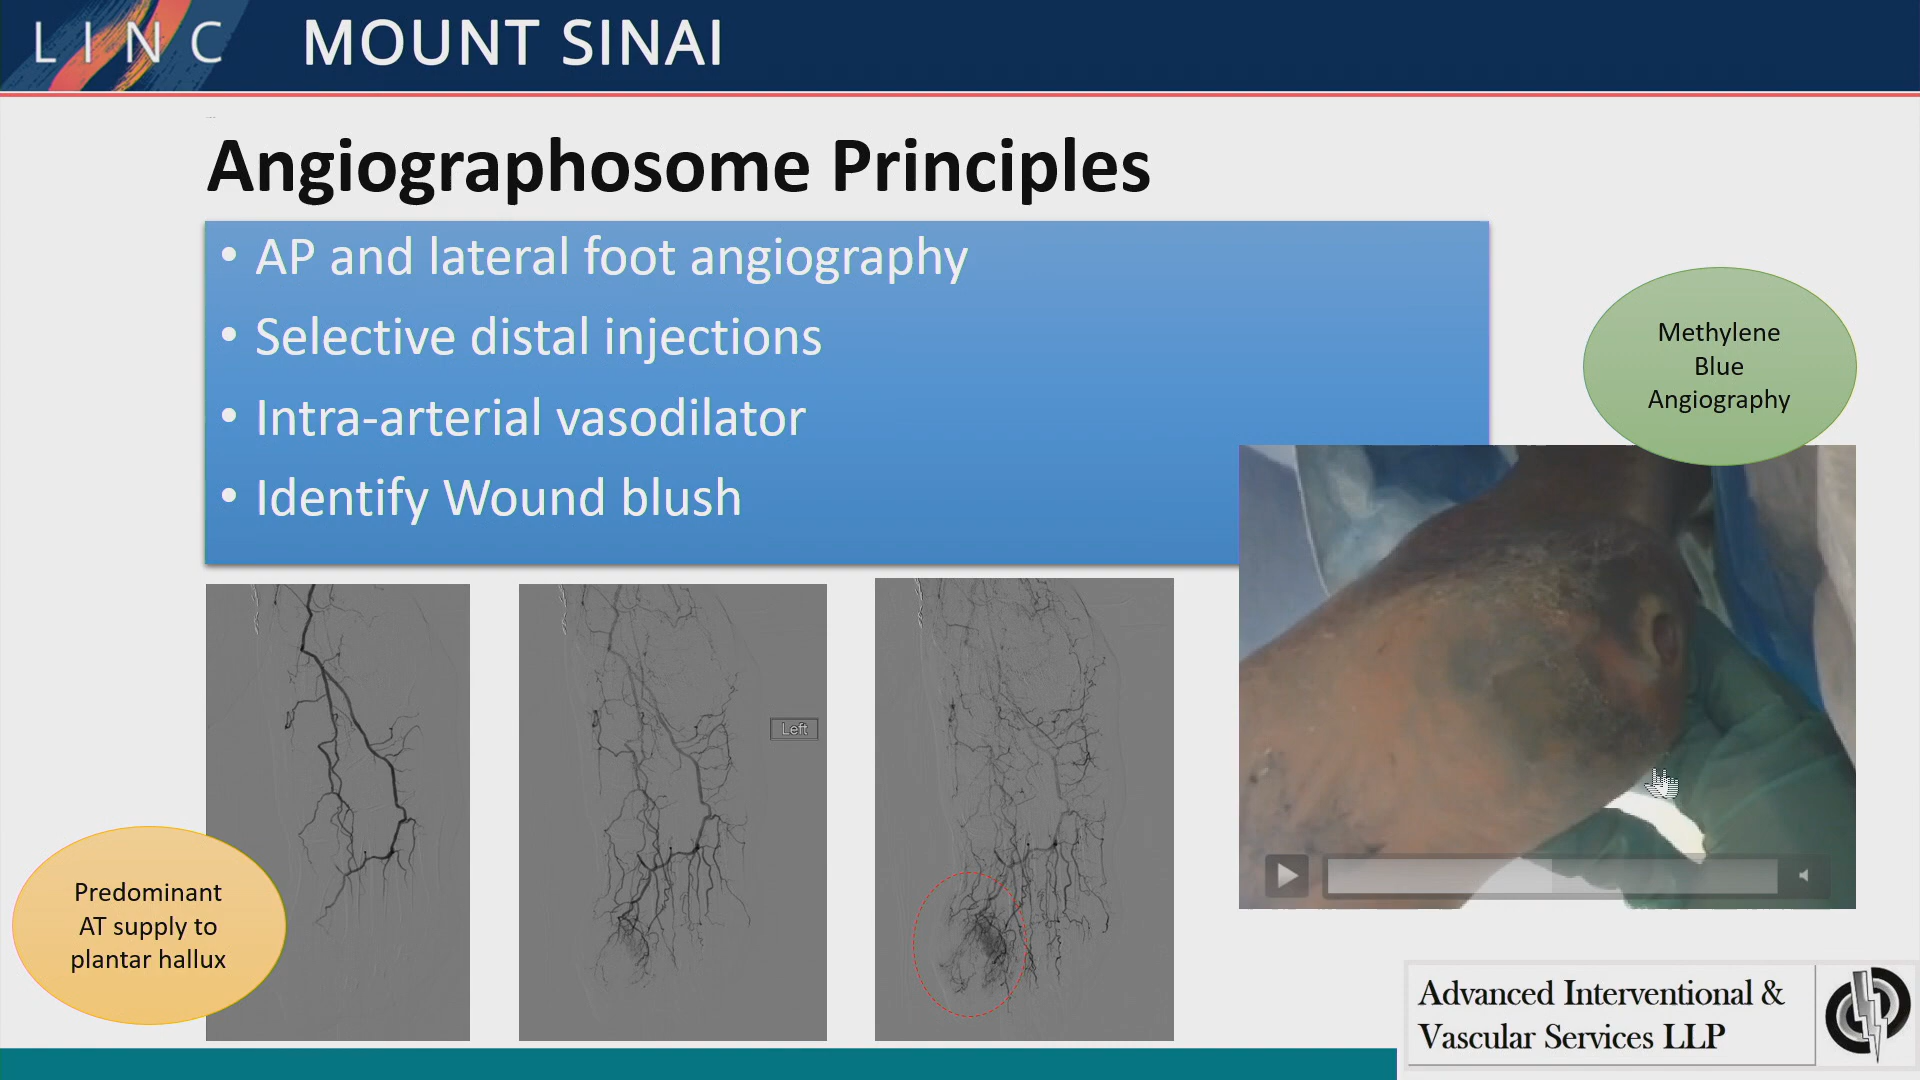 LINC MOUNT SINAI
Angiographosome Principles
• AP and lateral foot angiography
• Selective distal injections
• Intra-arterial vasodilator
• Identify Wound blush
Methylene
Blue
Angiography
Left
Predominant
AT supply to
plantar hallux
Advanced Interventional &
Vascular Services LLP